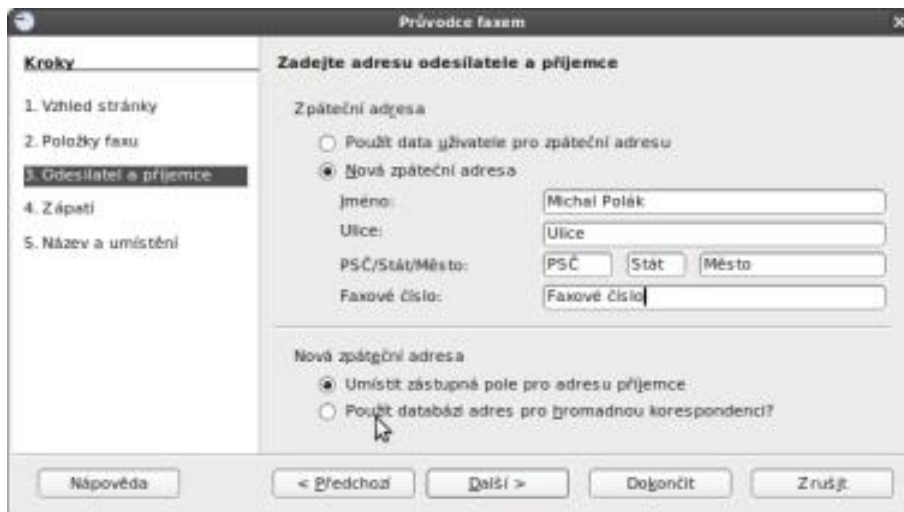 Průvodce faxem
Kroky
1. Vzhled stránky
2. Položky faxu
3. Odesilatel a příjemce
4. Zápatí
5. Název a umístění
Zadejte adresu odesilatele a příjemce
Zpáteční adresa
Použít data uživatele pro zpáteční adresu
Nová zpáteční adresa
Jméno: Michal Polák
Ulice: Ulice
PSČ/Stát/Město: PSČ Stát Město
Faxové číslo: Faxové číslo
Nová zpáteční adresa
Umístit zástupná pole pro adresu příjemce
Použít databázi adres pro hromadnou korespondenci?
Nápověda < Předchozí Další > Dokončit Zrušit